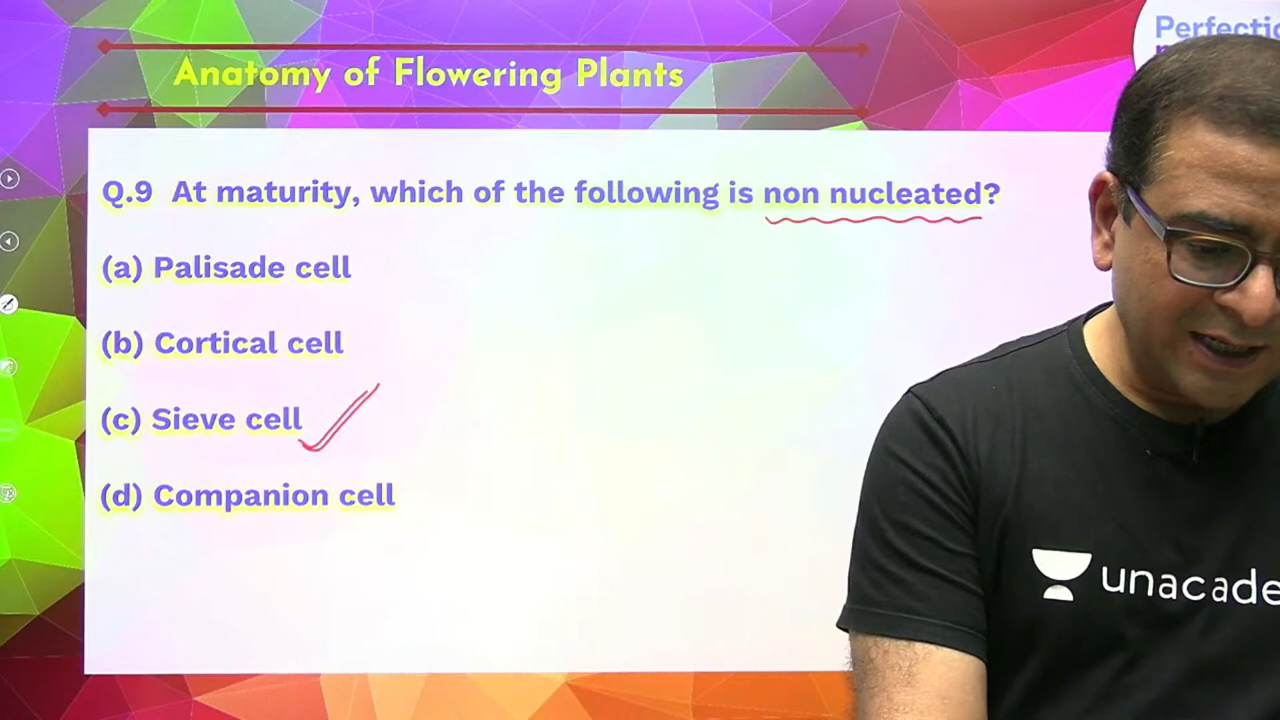 Perfectio
Anatomy of Flowering Plants
Q.9 At maturity, which of the following is non nucleated?
(a) Palisade cell
(b) Cortical cell
(c) Sieve cell
(d) Companion cell
unacade